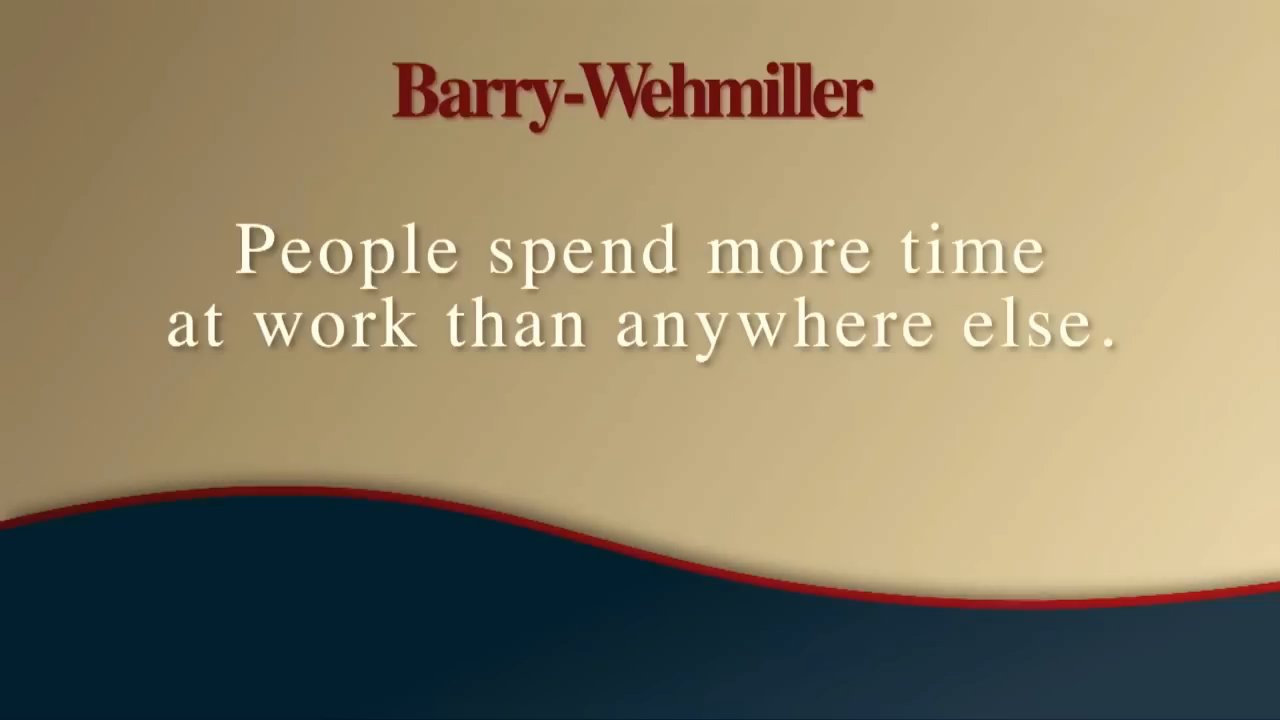 Barry-Wehmiller
People spend more time
at work than anywhere else.